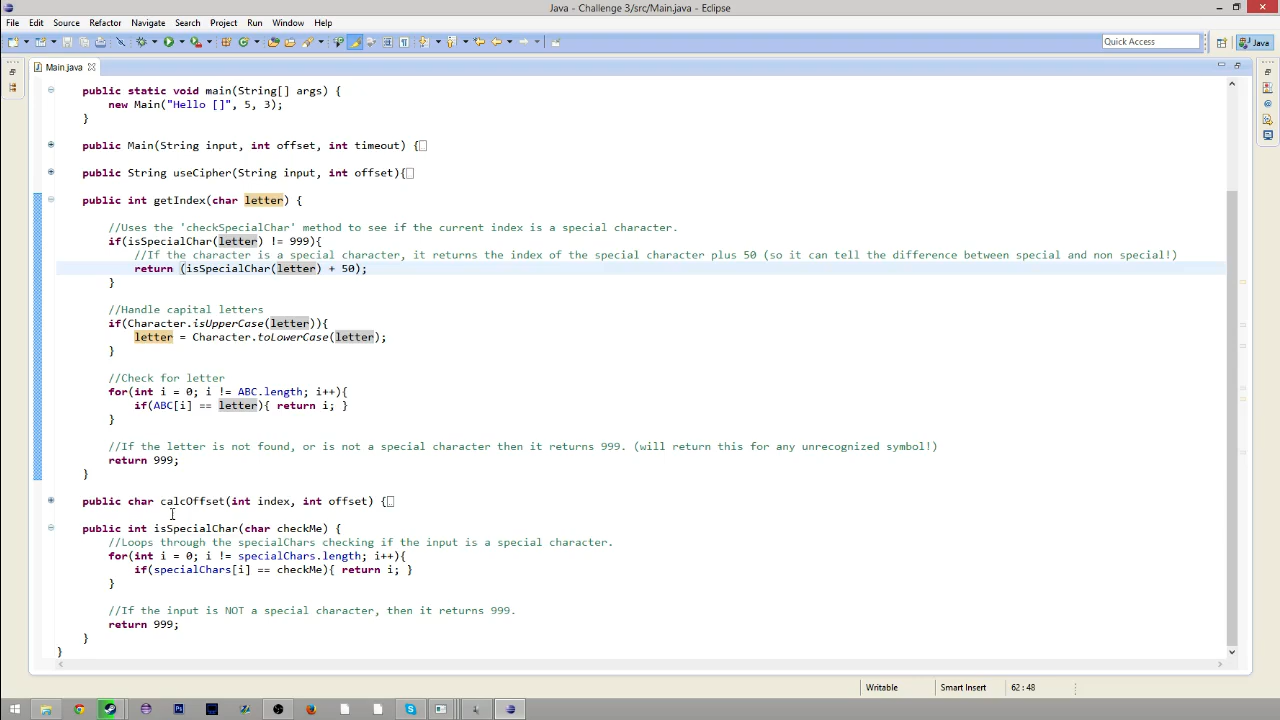 Java - Challenge 3/src/Main.java - Eclipse
File Edit Source Refactor Navigate Search Project Run Window Help
Quick Access
Java
Main.java
public static void main(String[] args) {
new Main("Hello []", 5, 3);
}
public Main(String input, int offset, int timeout) {
public String useCipher(String input, int offset){
public int getIndex(char letter) {
//Uses the 'checkSpecialChar' method to see if the current index is a special character.
if(isSpecialChar(letter) != 999){
//If the character is a special character, it returns the index of the special character plus 50 (so it can tell the difference between special and non special!)
return (isSpecialChar(letter) + 50);
}
//Handle capital letters
if(Character.isUpperCase(letter)){
letter = Character.toLowerCase(letter);
}
//Check for letter
for(int i = 0; i != ABC.length; i++){
if(ABC[i] == letter){ return i; }
}
//If the letter is not found, or is not a special character then it returns 999. (will return this for any unrecognized symbol!)
return 999;
}
public char calcOffset(int index, int offset) {
public int isSpecialChar(char checkMe) {
//Loops through the specialChars checking if the input is a special character.
for(int i = 0; i != specialChars.length; i++){
if(specialChars[i] == checkMe){ return i; }
}
//If the input is NOT a special character, then it returns 999.
return 999;
}
}
Writable Smart Insert 62 : 48